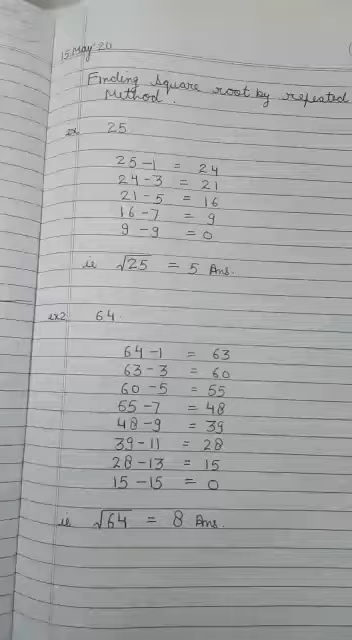 15 May'20
Finding Square root by repeated
Method.
ex 25
25-1 = 24
24-3 = 21
21-5 = 16
16-7 = 9
9-9 = 0
ie √25 = 5 Ans.
ex2 64.
64-1 = 63
63-3 = 60
60-5 = 55
55-7 = 48
48-9 = 39
39-11 = 28
28-13 = 15
15-15 = 0
ie √64 = 8 Ans.